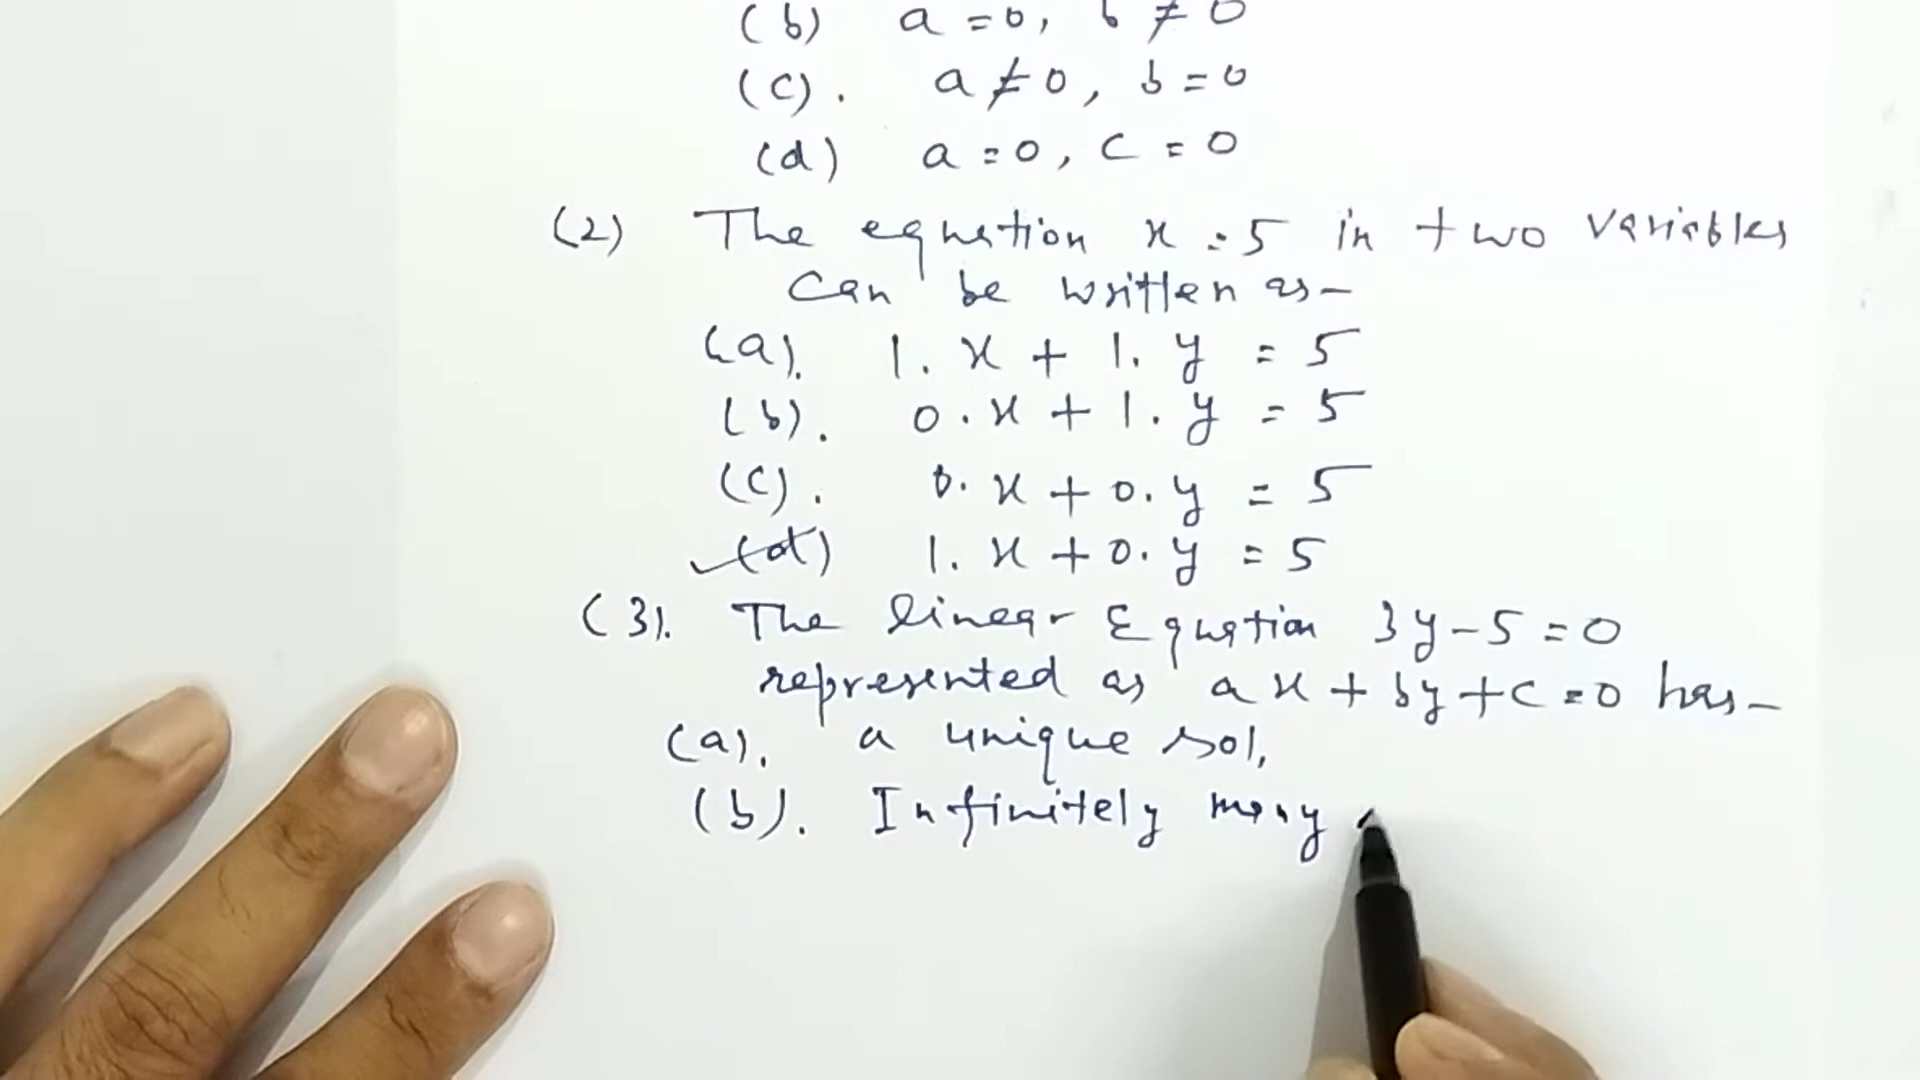 (b) a = 0, b ≠ 0
(c). a ≠ 0, b = 0
(d) a = 0, c = 0
(2) The equation x = 5 in two variables
can be written as -
(a). 1. x + 1. y = 5
(b). 0. x + 1. y = 5
(c). 0. x + 0. y = 5
(d) 1. x + 0. y = 5
(3). The linear Equation 3y - 5 = 0
represented as ax + by + c = 0 has -
(a). a unique sol,
(b). Infinitely many